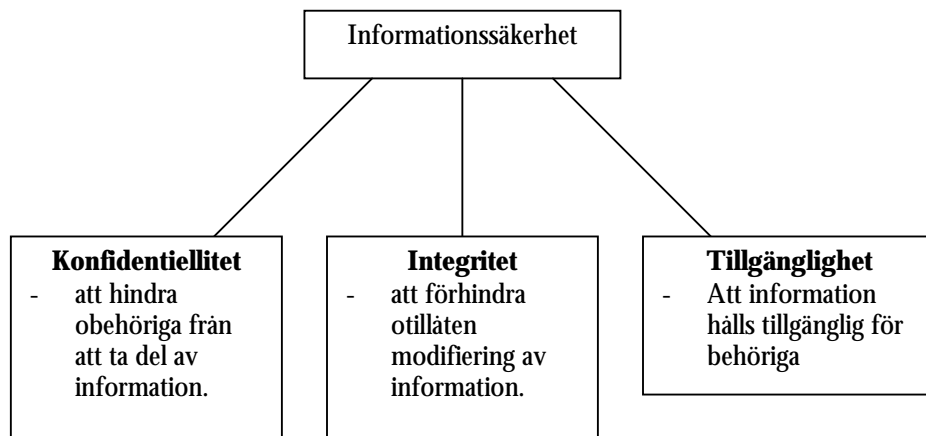 Informationssäkerhet
Konfidentiellitet
- att hindra
obehöriga från
att ta del av
information.
Integritet
- att förhindra
otillåten
modifiering av
information.
Tillgänglighet
- Att information
hålls tillgänglig för
behöriga